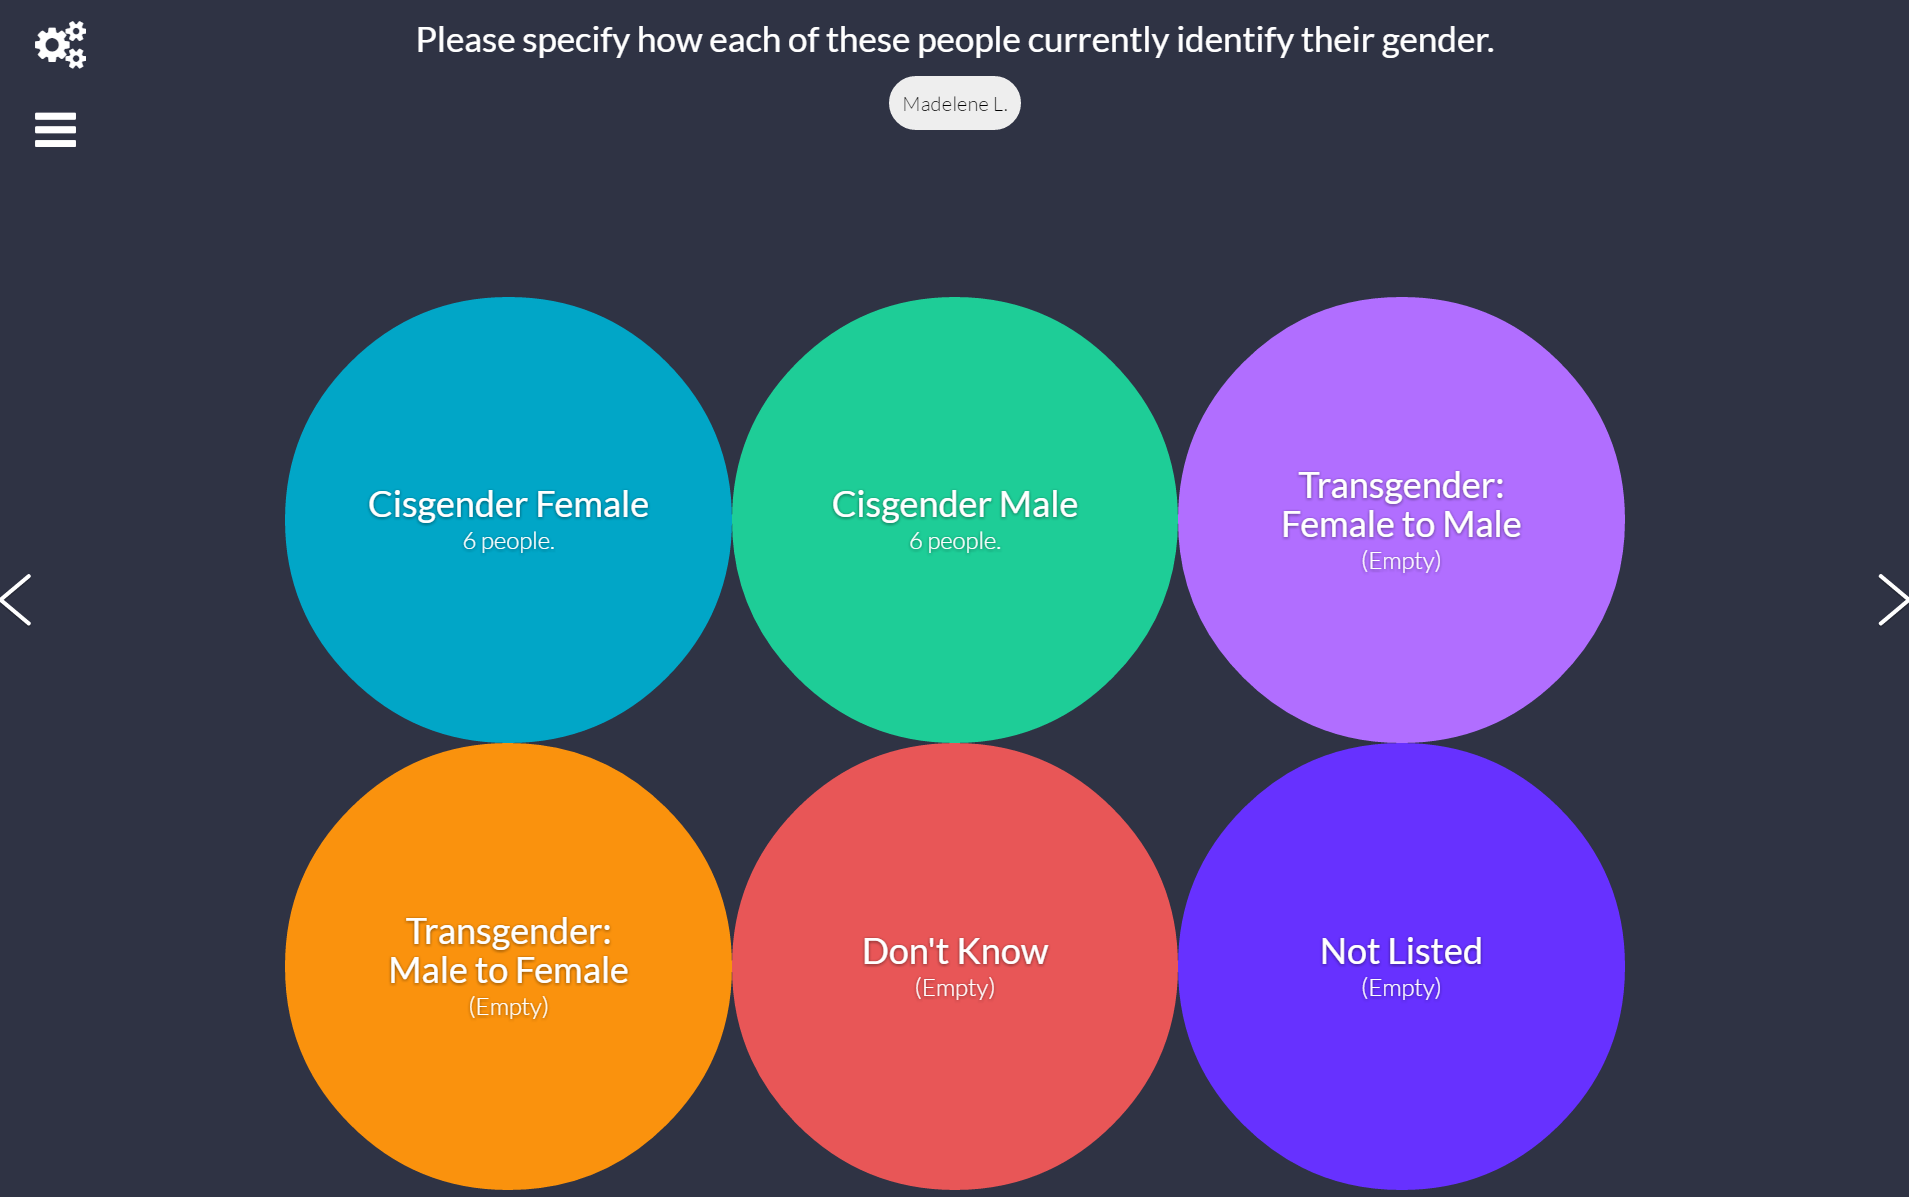 Please specify how each of these people currently identify their gender.
Madelene L.
Cisgender Female
6 people.
Cisgender Male
6 people.
Transgender:
Female to Male
(Empty)
Transgender:
Male to Female
(Empty)
Don't Know
(Empty)
Not Listed
(Empty)